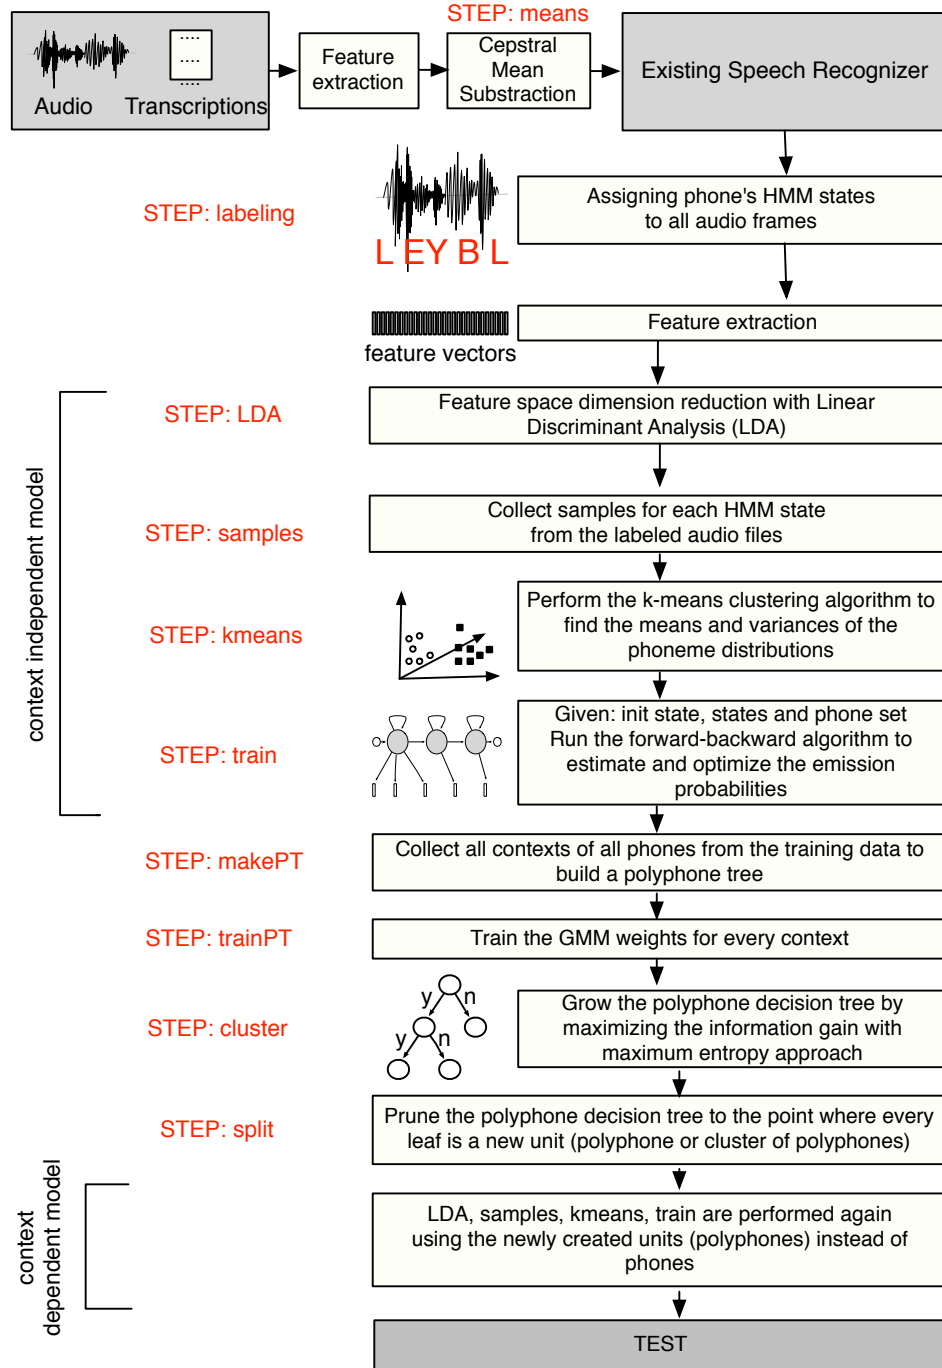 STEP: means
....
....
....
Audio
Transcriptions
Feature
extraction
Cepstral
Mean
Substraction
Existing Speech Recognizer
STEP: labeling
L EY B L
Assigning phone's HMM states
to all audio frames
feature vectors
Feature extraction
context independent model
STEP: LDA
Feature space dimension reduction with Linear
Discriminant Analysis (LDA)
STEP: samples
Collect samples for each HMM state
from the labeled audio files
STEP: kmeans
Perform the k-means clustering algorithm to
find the means and variances of the
phoneme distributions
STEP: train
Given: init state, states and phone set
Run the forward-backward algorithm to
estimate and optimize the emission
probabilities
STEP: makePT
Collect all contexts of all phones from the training data to
build a polyphone tree
STEP: trainPT
Train the GMM weights for every context
STEP: cluster
y n
y n
Grow the polyphone decision tree by
maximizing the information gain with
maximum entropy approach
STEP: split
Prune the polyphone decision tree to the point where every
leaf is a new unit (polyphone or cluster of polyphones)
context
dependent model
LDA, samples, kmeans, train are performed again
using the newly created units (polyphones) instead of
phones
TEST